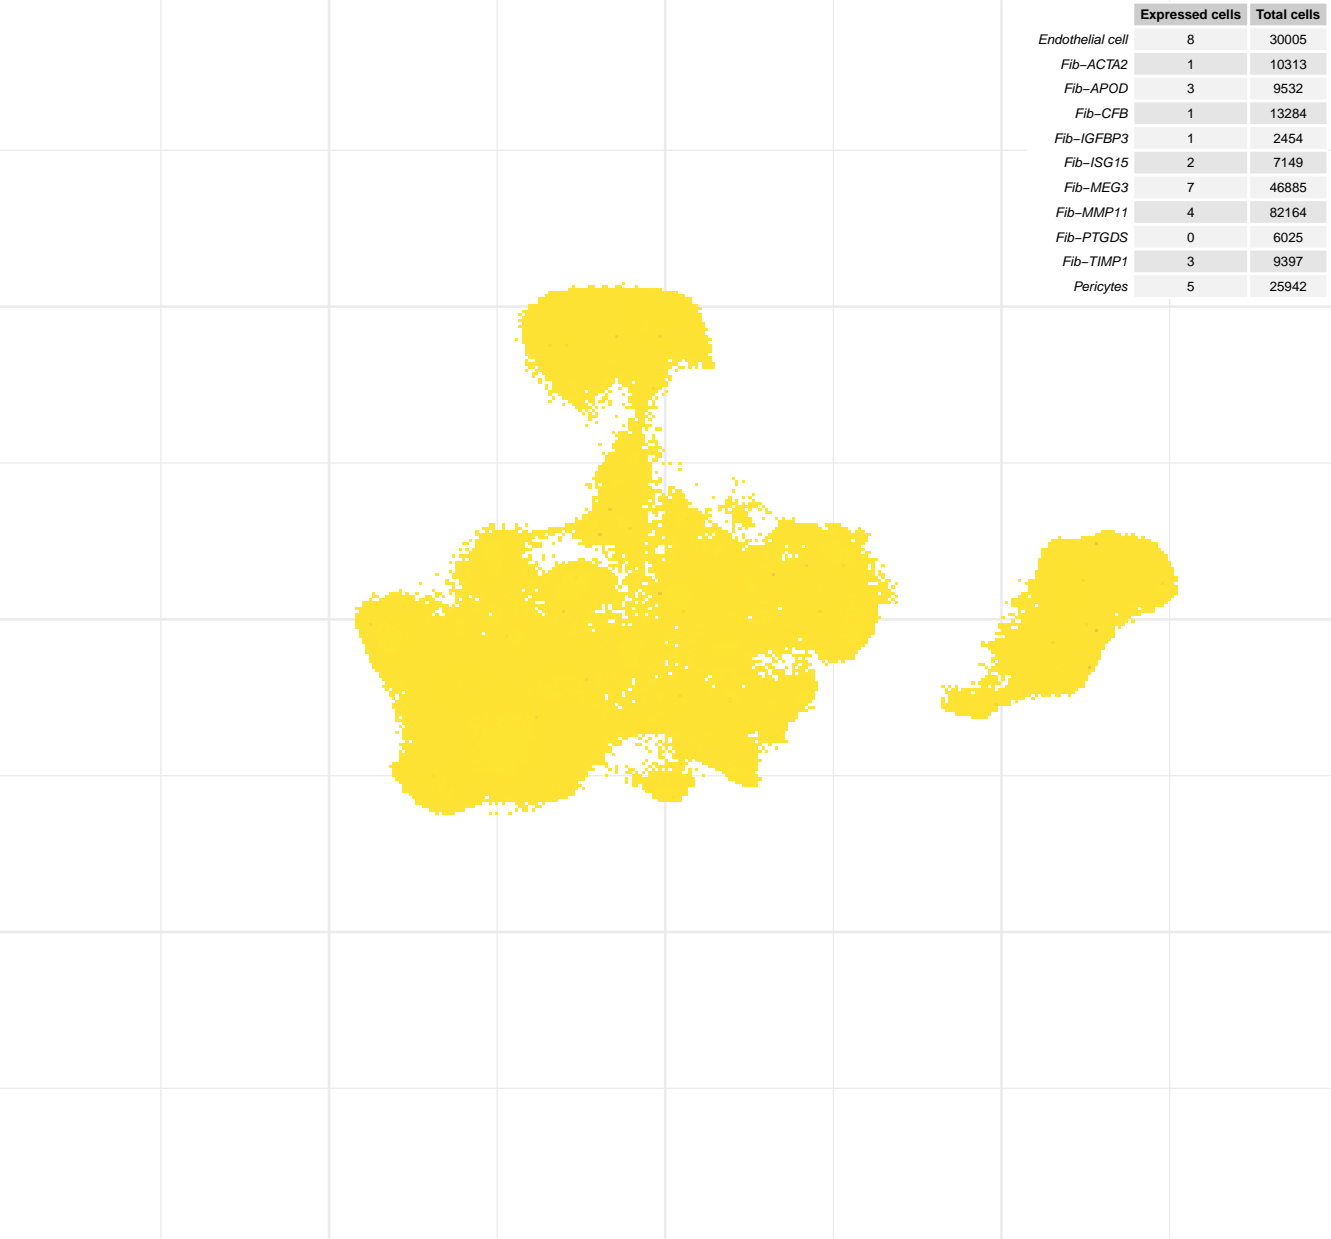 Expressed cells Total cells
Endothelial cell 8 30005
Fib−ACTA2 1 10313
Fib−APOD 3 9532
Fib−CFB 1 13284
Fib−IGFBP3 1 2454
Fib−ISG15 2 7149
Fib−MEG3 7 46885
Fib−MMP11 4 82164
Fib−PTGDS 0 6025
Fib−TIMP1 3 9397
Pericytes 5 25942